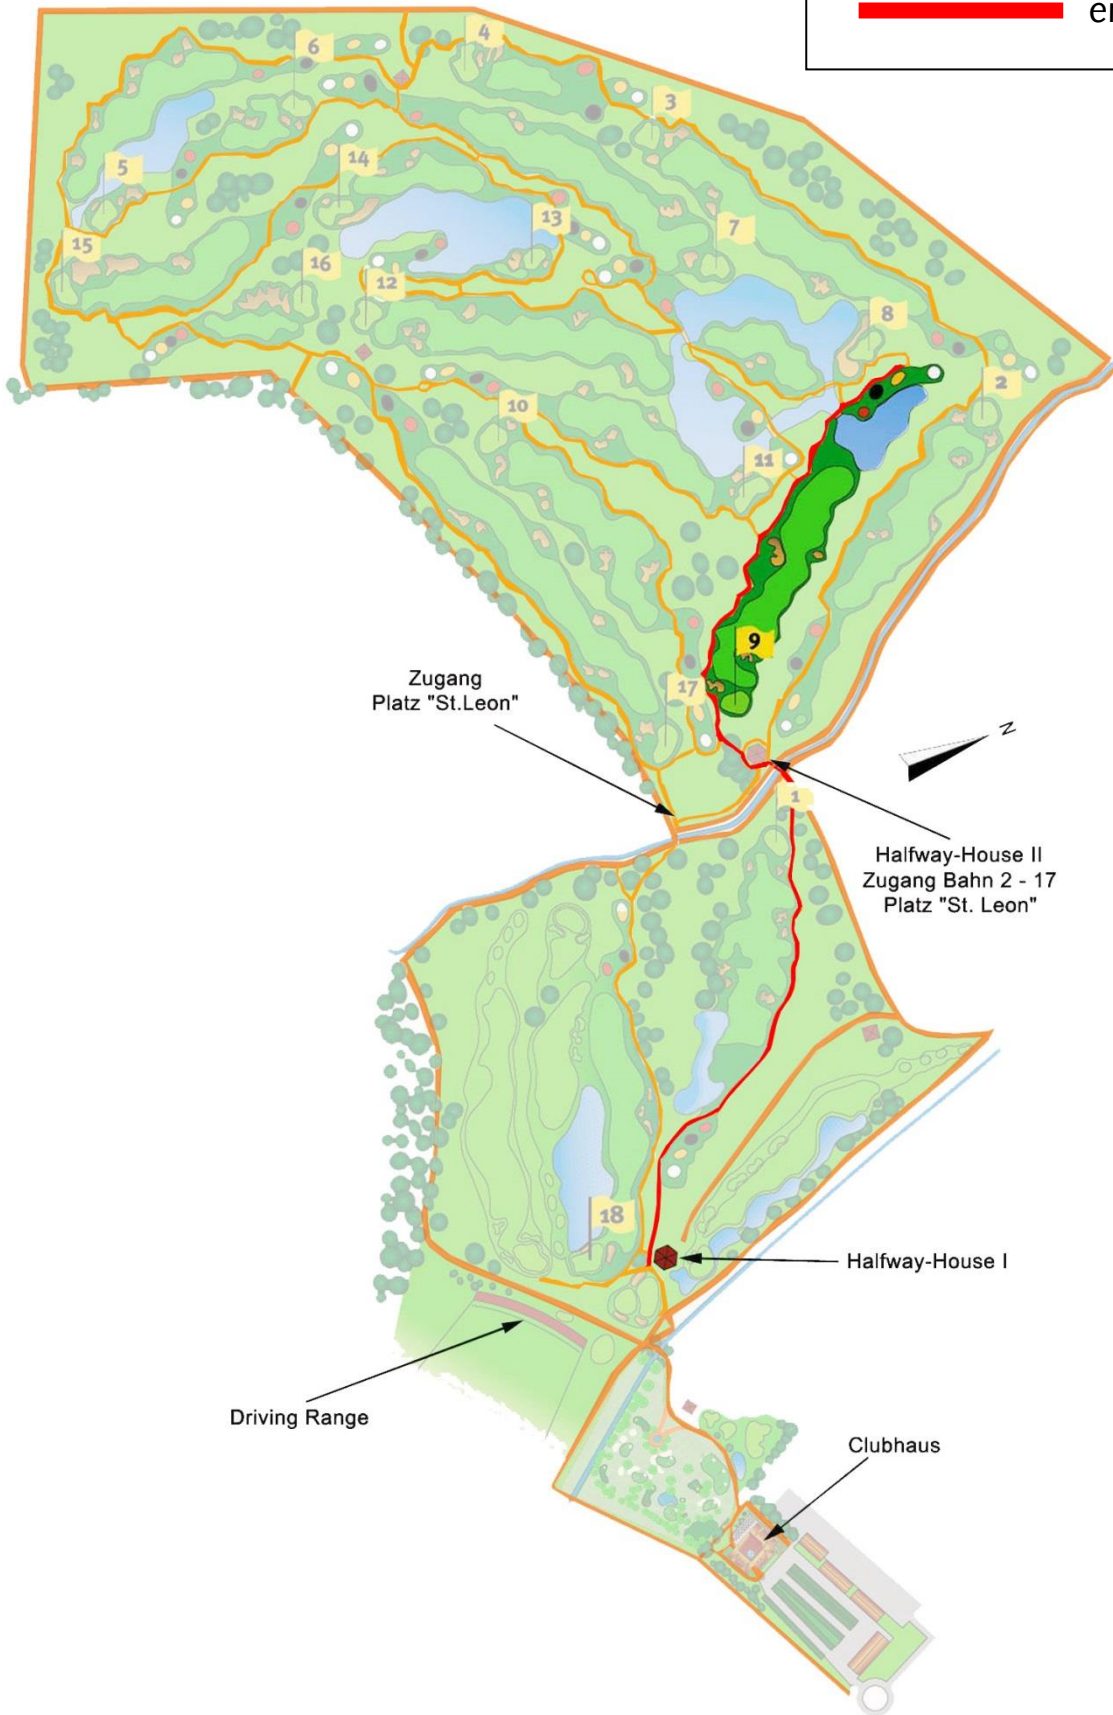 6
4
3
5
14
13
7
15
16
12
8
2
10
11
9
Zugang
Platz "St.Leon"
17
N
1
Halfway-House II
Zugang Bahn 2 - 17
Platz "St. Leon"
18
Halfway-House I
Driving Range
Clubhaus